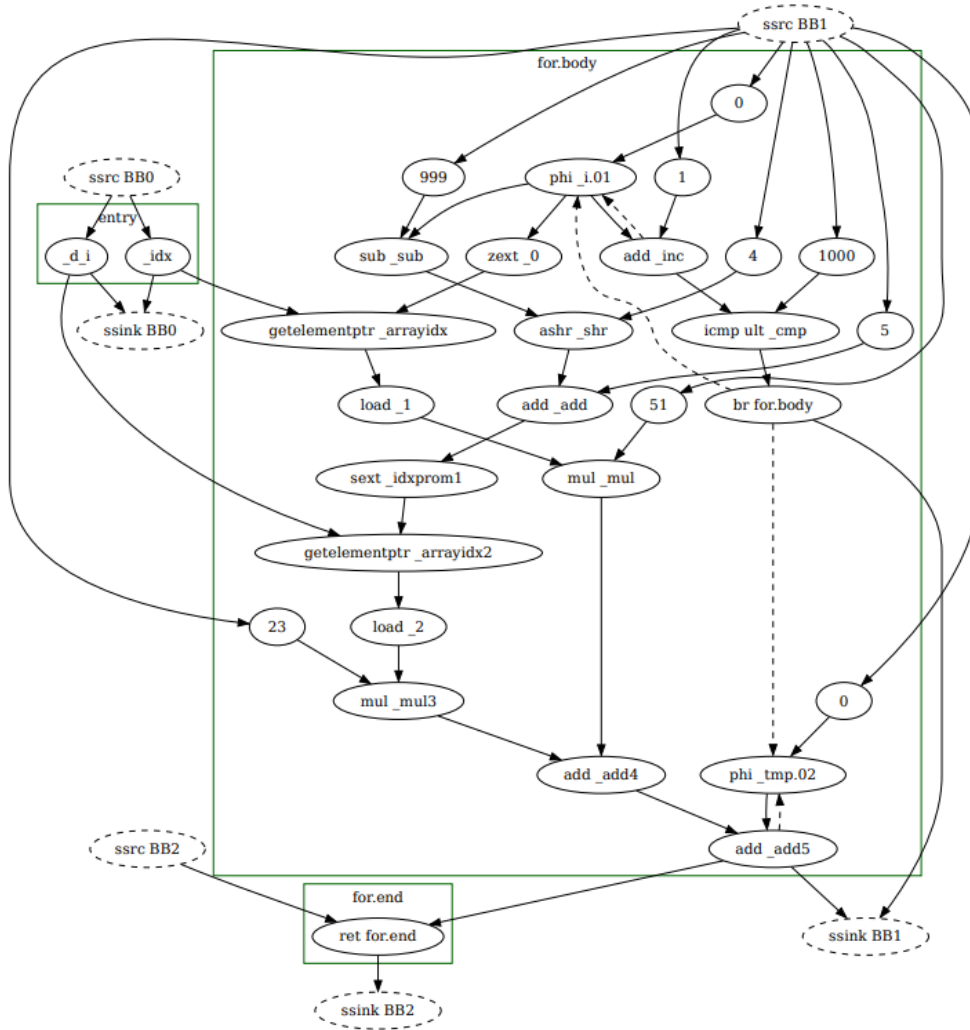 ssrc BB1
for.body
0
999
phi _i.01
1
ssrc BB0
entry
_d_i
_idx
sub _sub
zext _0
add _inc
4
1000
ssink BB0
getelementptr _arrayidx
ashr _shr
icmp ult _cmp
5
load _1
add _add
51
br for.body
sext _idxprom1
mul _mul
getelementptr _arrayidx2
23
load _2
mul _mul3
0
add _add4
phi _tmp.02
ssrc BB2
add _add5
for.end
ret for.end
ssink BB1
ssink BB2